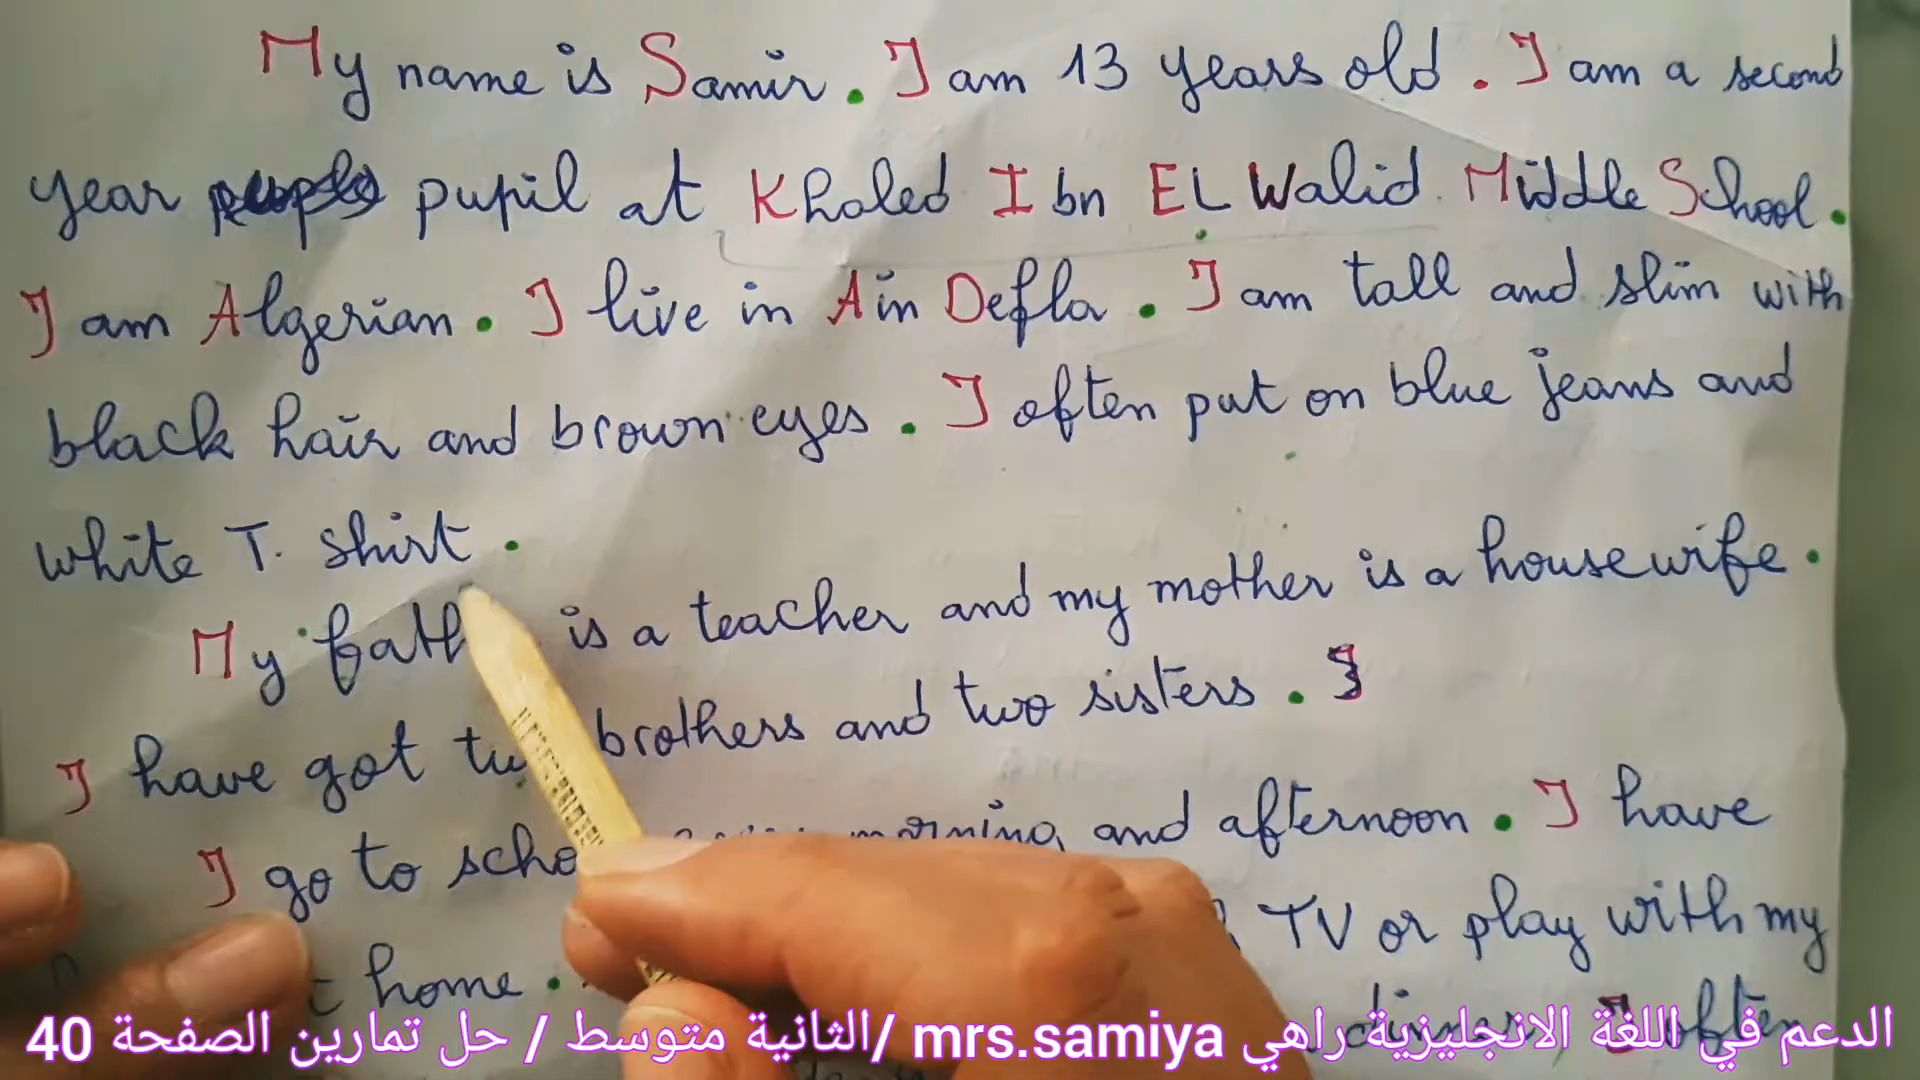 My name is Samir. I am 13 years old. I am a second
year pupil at Khaled Ibn EL Walid Middle School.
I am Algerian. I live in Ain Defla. I am tall and slim with
black hair and brown eyes. I often put on blue jeans and
white T. shirt.
My is a teacher and my mother is a housewife.
I have got brothers and two sisters.
I go to morning and afternoon. I have
home. TV or play with my
often
الدعم في اللغة الانجليزية راهي mrs.samiya /الثانية متوسط / حل تمارين الصفحة 40